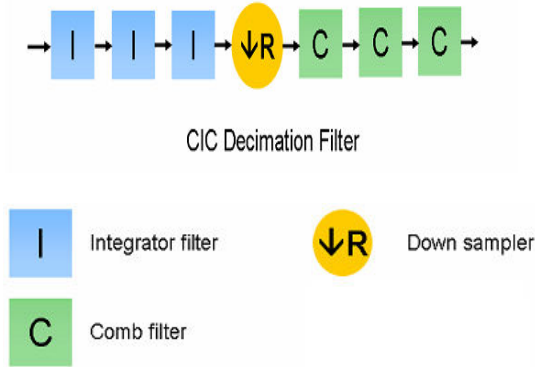 I I I ↓R C C C
CIC Decimation Filter
I Integrator filter ↓R Down sampler
C Comb filter